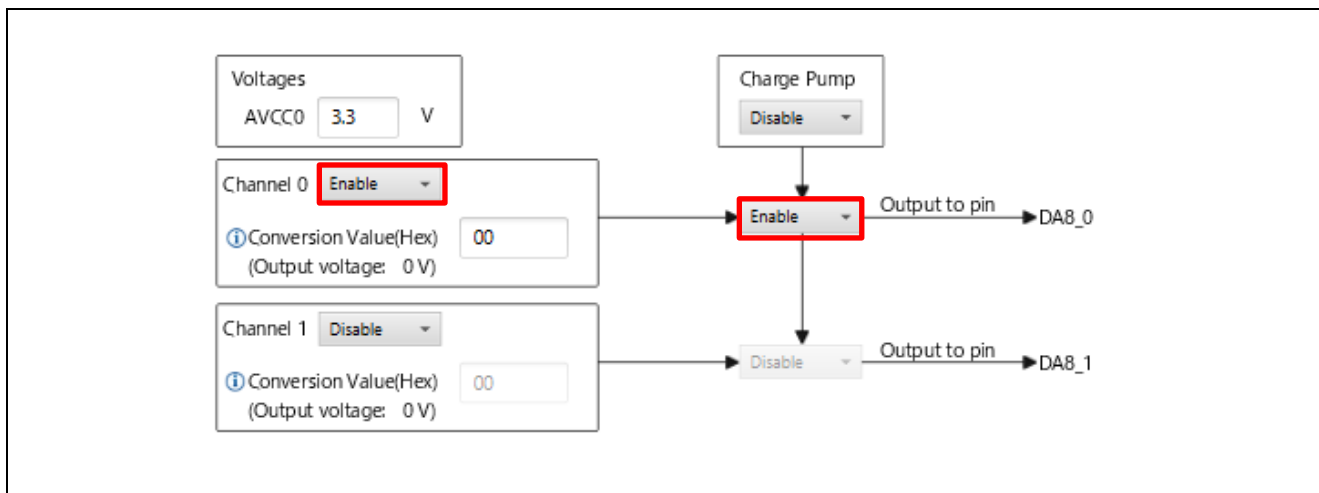 Voltages
AVCC0 3.3 V
Charge Pump
Disable
Channel 0 Enable
Conversion Value(Hex) 00
(Output voltage: 0 V)
Enable
Output to pin
DA8_0
Channel 1 Disable
Conversion Value(Hex) 00
(Output voltage: 0 V)
Disable
Output to pin
DA8_1